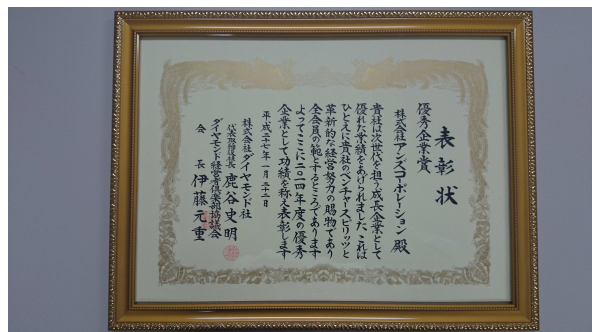 表彰状
優秀企業賞
株式会社アンズコーポレーション 殿
貴社は次世代を担う成長企業として
優れた業績をあげられました、これは
ひとえに貴社のベンチャースピリッツと
革新的な経営努力の賜物であり
全会員の範とするところであります
よってここに二〇一四年度の優秀
企業として功績を称え表彰します
平成二十七年一月二十二日
株式会社ダイヤモンド社
代表取締役社長 鹿谷史明
ダイヤモンド経営者倶楽部協議会
会長 伊藤元重